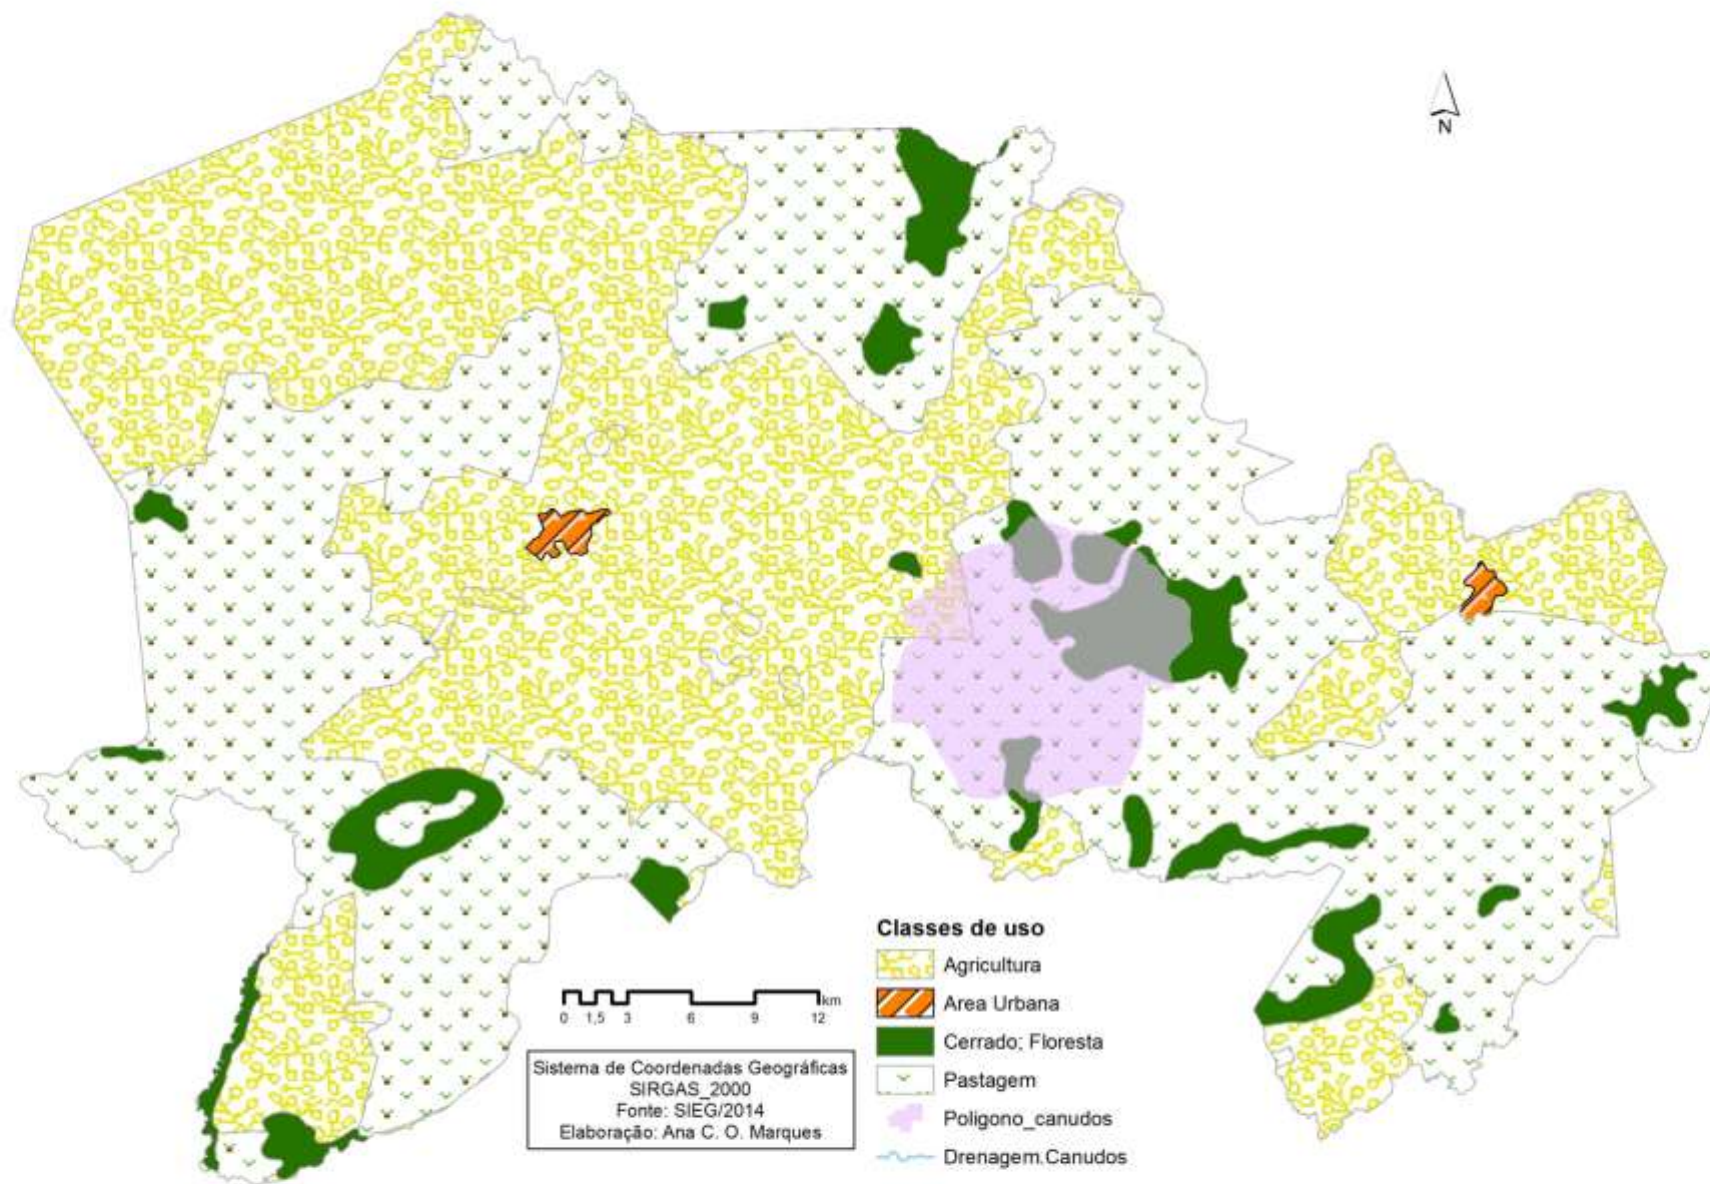 N
Classes de uso
Agricultura
Area Urbana
Cerrado; Floresta
Pastagem
Poligono_canudos
Drenagem.Canudos
km
0 1,5 3 6 9 12
Sistema de Coordenadas Geográficas
SIRGAS_2000
Fonte: SIEG/2014
Elaboração: Ana C. O. Marques